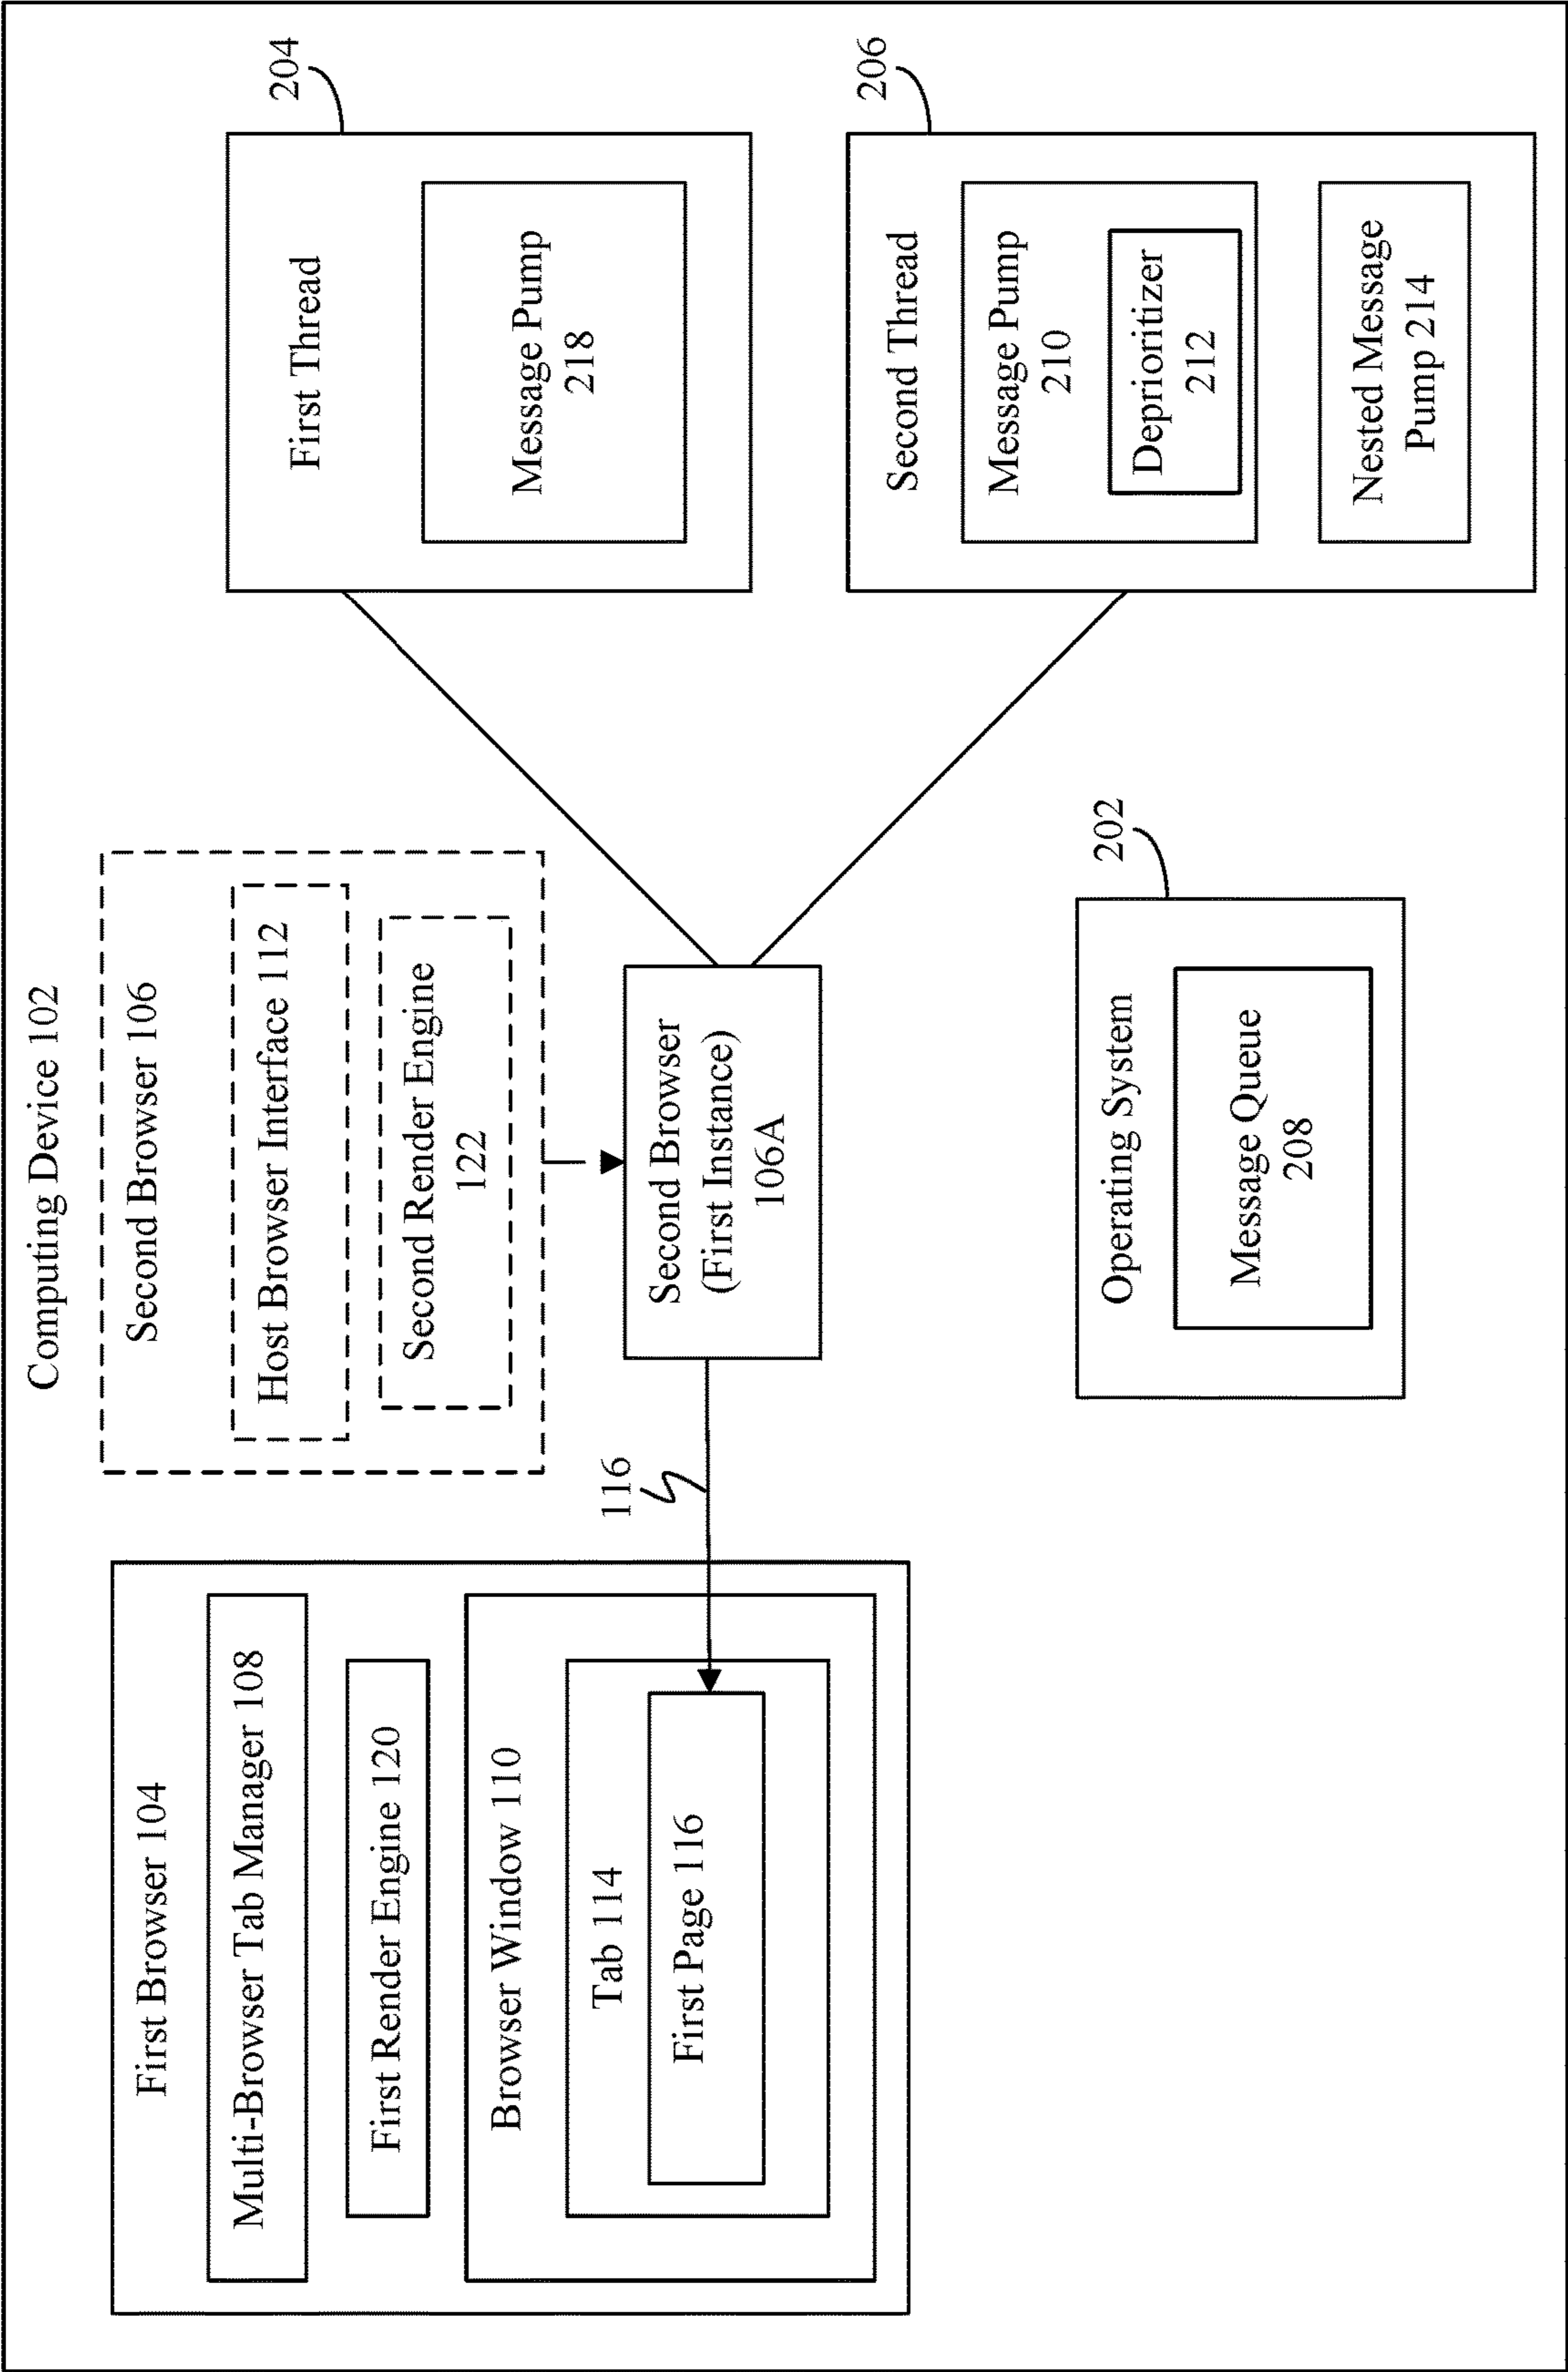 Computing Device 102
First Browser 104
Multi-Browser Tab Manager 108
First Render Engine 120
Browser Window 110
Tab 114
First Page 116
116
Second Browser 106
Host Browser Interface 112
Second Render Engine
122
Second Browser
(First Instance)
106A
202
Operating System
Message Queue
208
204
First Thread
Message Pump
218
206
Second Thread
Message Pump
210
Deprioritizer
212
Nested Message
Pump 214